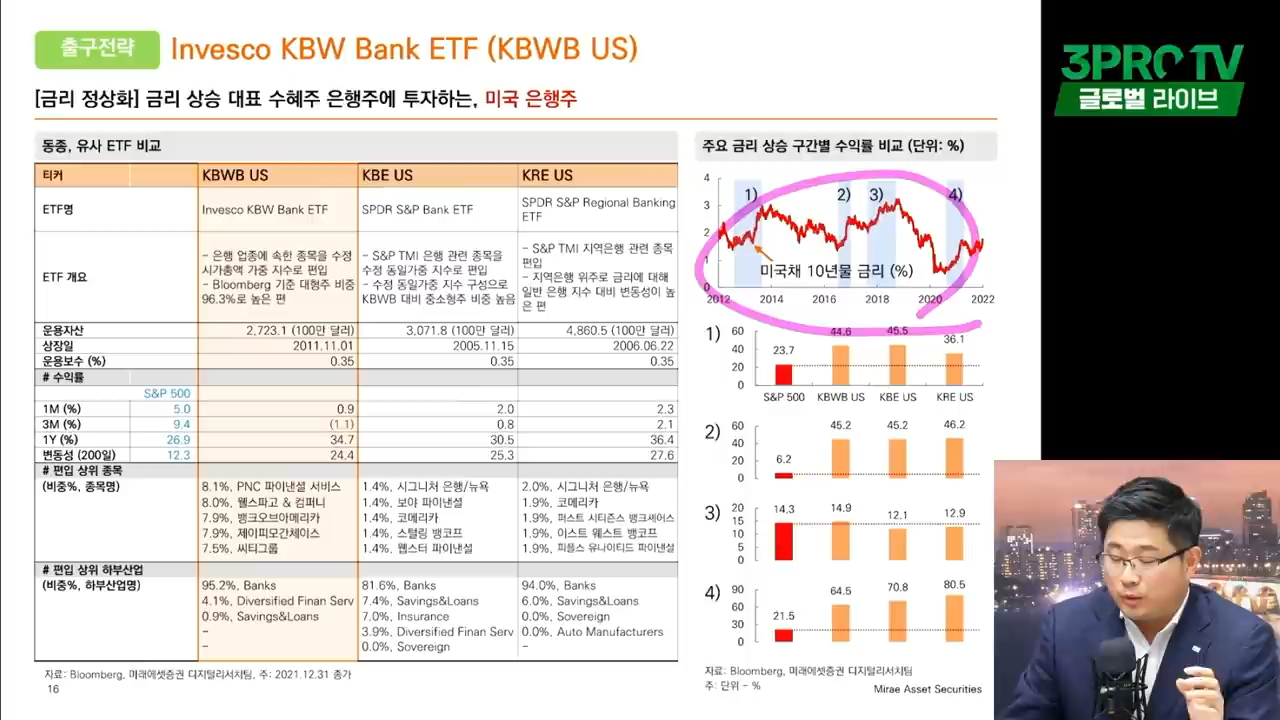 출구전략 Invesco KBW Bank ETF (KBWB US)
[금리 정상화] 금리 상승 대표 수혜주 은행주에 투자하는, 미국 은행주
3PRO TV
글로벌 라이브
동종, 유사 ETF 비교
티커 KBWB US KBE US KRE US
ETF명 Invesco KBW Bank ETF SPDR S&P Bank ETF SPDR S&P Regional Banking ETF
ETF 개요
- 은행 업종에 속한 종목을 수정
시가총액 가중 지수로 편입
- Bloomberg 기준 대형주 비중
96.3%로 높은 편
- S&P TMI 은행 관련 종목을
수정 동일가중 지수로 편입
- 수정 동일가중 지수 구성으로
KBWB 대비 중소형주 비중 높음
- S&P TMI 지역은행 관련 종목
편입
- 지역은행 위주로 금리에 대해
일반 은행 지수 대비 변동성이 높
은 편
운용자산 2,723.1 (100만 달러) 3,071.8 (100만 달러) 4,860.5 (100만 달러)
상장일 2011.11.01 2005.11.15 2006.06.22
운용보수 (%) 0.35 0.35 0.35
# 수익률
S&P 500
1M (%) 5.0 0.9 2.0 2.3
3M (%) 9.4 (1.1) 0.8 2.1
1Y (%) 26.9 34.7 30.5 36.4
변동성 (200일) 12.3 24.4 25.3 27.6
# 편입 상위 종목
(비중%, 종목명) 8.1%, PNC 파이낸셜 서비스 1.4%, 시그니처 은행/뉴욕 2.0%, 시그니처 은행/뉴욕
8.0%, 웰스파고 & 컴퍼니 1.4%, 보야 파이낸셜 1.9%, 코메리카
7.9%, 뱅크오브아메리카 1.4%, 코메리카 1.9%, 퍼스트 시티즌스 뱅크셰어스
7.9%, 제이피모간체이스 1.4%, 스털링 뱅코프 1.9%, 이스트 웨스트 뱅코프
7.5%, 씨티그룹 1.4%, 웹스터 파이낸셜 1.9%, 피플스 유나이티드 파이낸셜
# 편입 상위 하부산업
(비중%, 하부산업명) 95.2%, Banks 81.6%, Banks 94.0%, Banks
4.1%, Diversified Finan Serv 7.4%, Savings&Loans 6.0%, Savings&Loans
0.9%, Savings&Loans 7.0%, Insurance 0.0%, Sovereign
- 3.9%, Diversified Finan Serv 0.0%, Auto Manufacturers
- 0.0%, Sovereign -
자료: Bloomberg, 미래에셋증권 디지털리서치팀, 주: 2021.12.31 종가
16
주요 금리 상승 구간별 수익률 비교 (단위: %)
4
3
2
1
0
1) 2) 3) 4)
미국채 10년물 금리 (%)
2012 2014 2016 2018 2020 2022
1)
60
40
20
0
23.7 44.6 45.5 36.1
S&P 500 KBWB US KBE US KRE US
2)
60
40
20
0
6.2 45.2 45.2 46.2
3)
20
15
10
5
0
14.3 14.9 12.1 12.9
4)
90
60
30
0
21.5 64.5 70.8 80.5
자료: Bloomberg, 미래에셋증권 디지털리서치팀
주: 단위 - %
Mirae Asset Securities